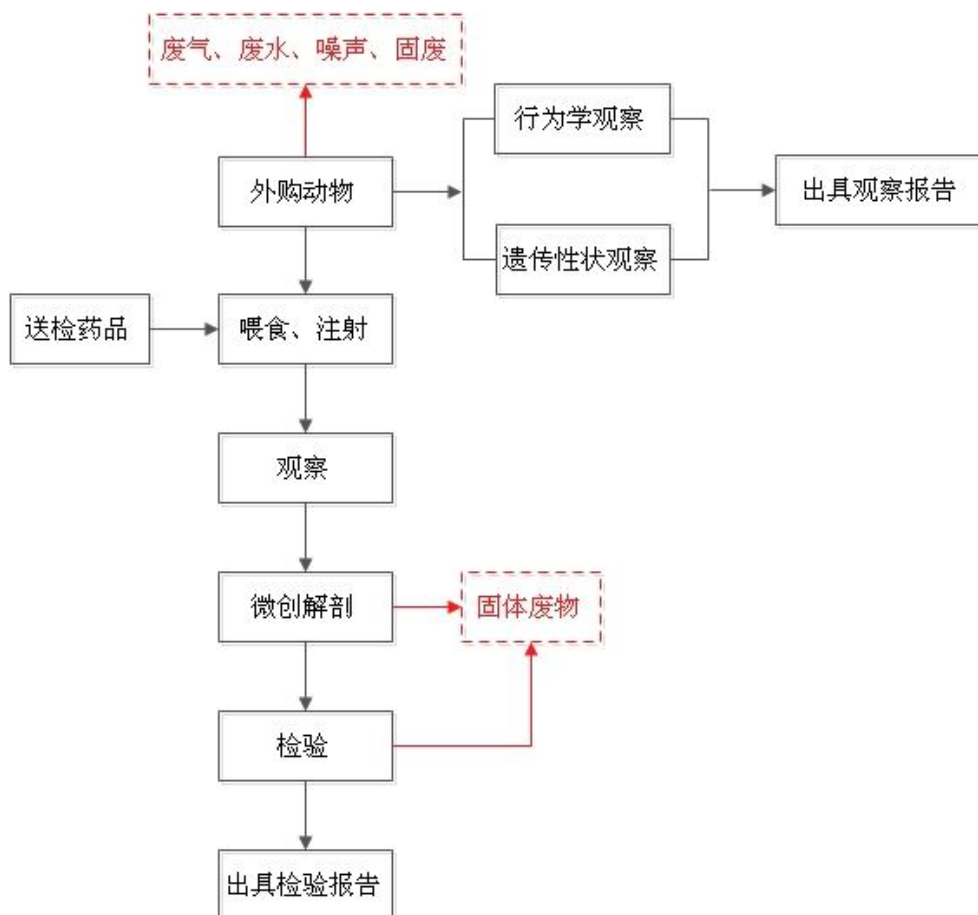 废气、废水、噪声、固废
行为学观察
外购动物
出具观察报告
遗传性状观察
送检药品
喂食、注射
观察
微创解剖
固体废物
检验
出具检验报告